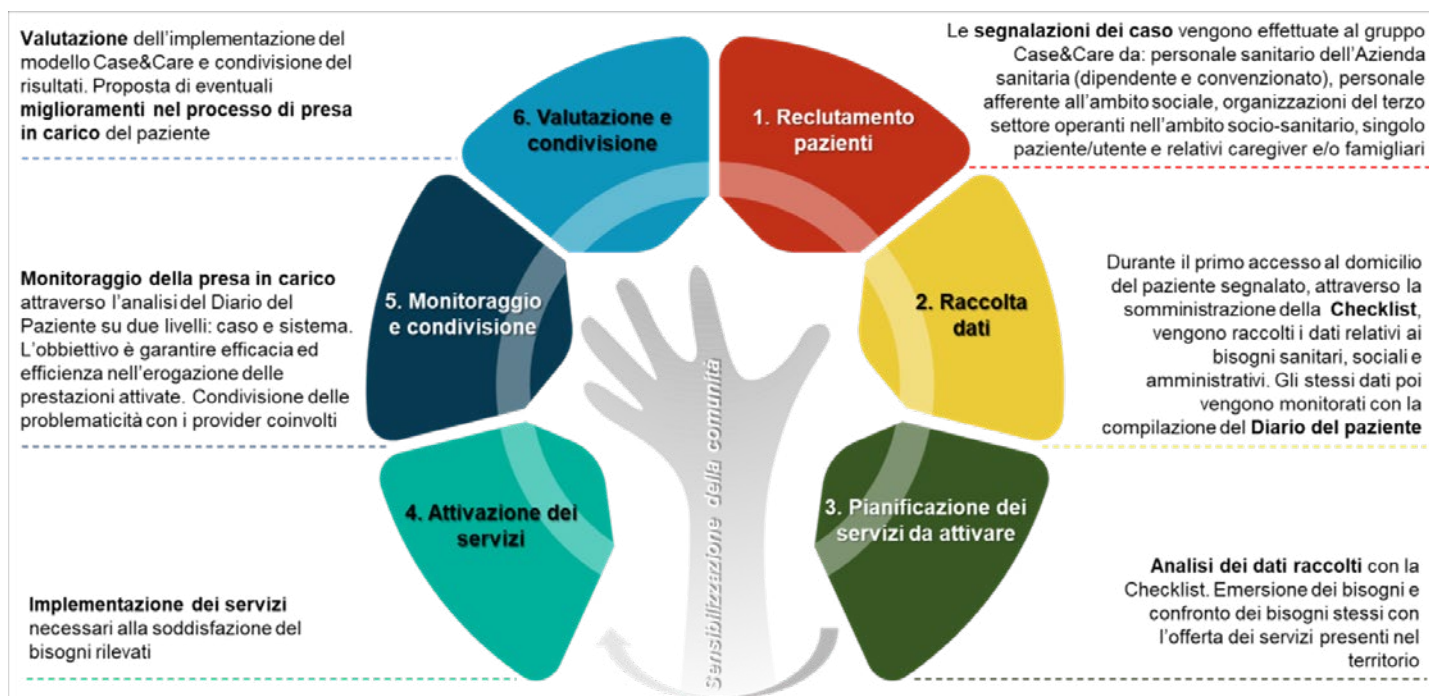 Valutazione dell'implementazione del
modello Case&Care e condivisione del
risultati. Proposta di eventuali
miglioramenti nel processo di presa
in carico del paziente
6. Valutazione e
condivisione
1. Reclutamento
pazienti
Le segnalazioni dei caso vengono effettuate al gruppo
Case&Care da: personale sanitario dell'Azienda
sanitaria (dipendente e convenzionato), personale
afferente all'ambito sociale, organizzazioni del terzo
settore operanti nell'ambito socio-sanitario, singolo
paziente/utente e relativi caregiver e/o famigliari
Monitoraggio della presa in carico
attraverso l'analisi del Diario del
Paziente su due livelli: caso e sistema.
L'obbiettivo è garantire efficacia ed
efficienza nell'erogazione delle
prestazioni attivate. Condivisione delle
problematicità con i provider coinvolti
5. Monitoraggio
e condivisione
2. Raccolta
dati
Durante il primo accesso al domicilio
del paziente segnalato, attraverso la
somministrazione della Checklist,
vengono raccolti i dati relativi ai
bisogni sanitari, sociali e
amministrativi. Gli stessi dati poi
vengono monitorati con la
compilazione del Diario del paziente
Sensibilizzazione della comunità
4. Attivazione dei
servizi
3. Pianificazione dei
servizi da attivare
Implementazione dei servizi
necessari alla soddisfazione del
bisogni rilevati
Analisi dei dati raccolti con la
Checklist. Emersione dei bisogni e
confronto dei bisogni stessi con
l'offerta dei servizi presenti nel
territorio